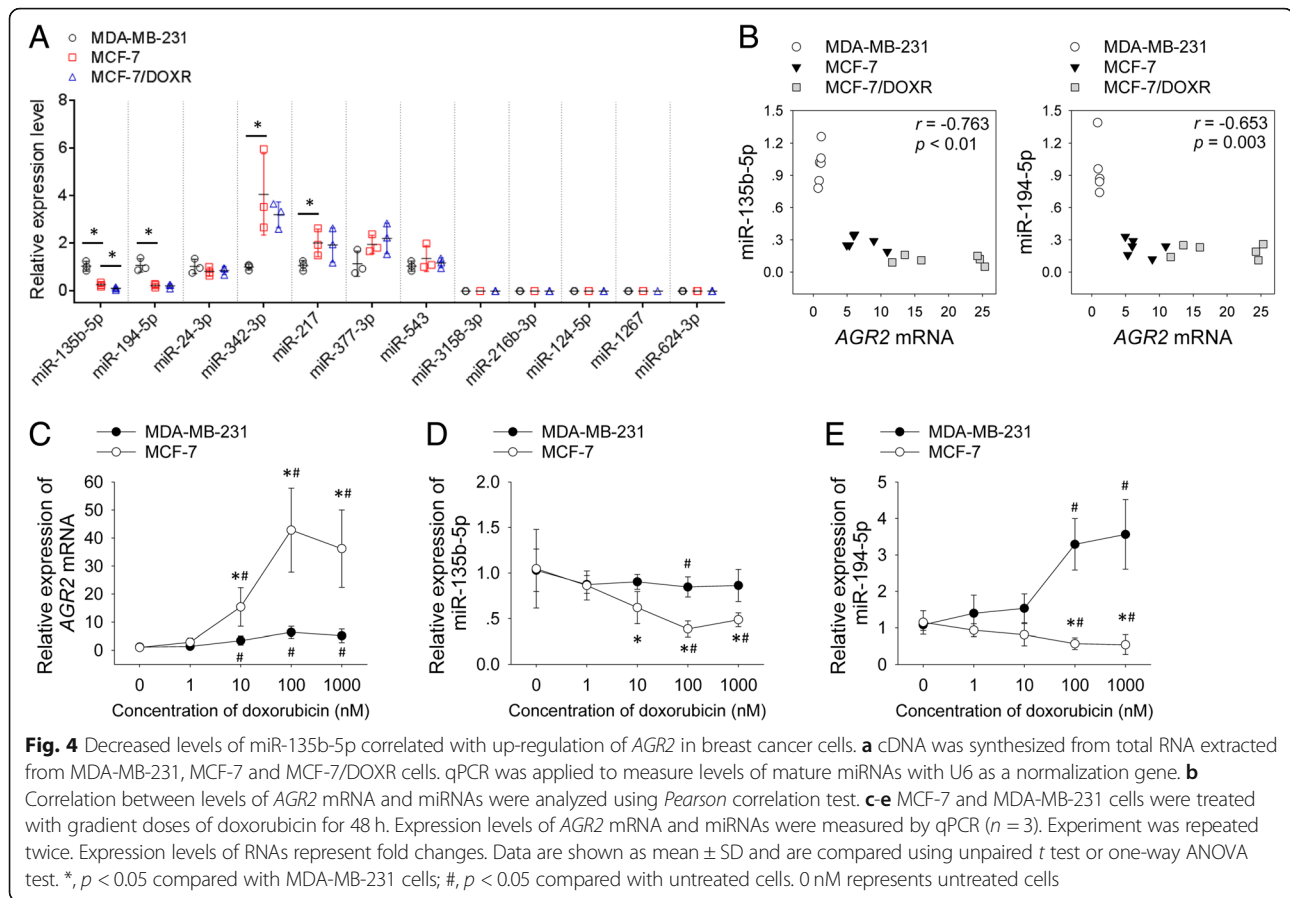 A
MDA-MB-231
MCF-7
MCF-7/DOXR
Relative expression level
8
6
4
2
0
*
*
*
*
*
miR-135b-5p
miR-194-5p
miR-24-3p
miR-342-3p
miR-217
miR-377-3p
miR-543
miR-3158-3p
miR-216b-3p
miR-124-5p
miR-1267
miR-624-3p
B
MDA-MB-231
MCF-7
MCF-7/DOXR
r = -0.763
p < 0.01
miR-135b-5p
1.5
1.2
.9
.6
.3
0.0
0 5 10 15 20 25
AGR2 mRNA
MDA-MB-231
MCF-7
MCF-7/DOXR
r = -0.653
p = 0.003
miR-194-5p
1.5
1.2
.9
.6
.3
0.0
0 5 10 15 20 25
AGR2 mRNA
C
MDA-MB-231
MCF-7
Relative expression of
AGR2 mRNA
60
50
40
30
20
10
0
*#
*#
*#
#
#
#
0 1 10 100 1000
Concentration of doxorubicin (nM)
D
MDA-MB-231
MCF-7
Relative expression of
miR-135b-5p
2.0
1.5
1.0
0.5
.0
#
*
*#
*#
0 1 10 100 1000
Concentration of doxorubicin (nM)
E
MDA-MB-231
MCF-7
Relative expression of
miR-194-5p
5
4
3
2
1
0
#
#
*#
*#
0 1 10 100 1000
Concentration of doxorubicin (nM)
Fig. 4 Decreased levels of miR-135b-5p correlated with up-regulation of AGR2 in breast cancer cells. a cDNA was synthesized from total RNA extracted
from MDA-MB-231, MCF-7 and MCF-7/DOXR cells. qPCR was applied to measure levels of mature miRNAs with U6 as a normalization gene. b
Correlation between levels of AGR2 mRNA and miRNAs were analyzed using Pearson correlation test. c-e MCF-7 and MDA-MB-231 cells were treated
with gradient doses of doxorubicin for 48 h. Expression levels of AGR2 mRNA and miRNAs were measured by qPCR (n = 3). Experiment was repeated
twice. Expression levels of RNAs represent fold changes. Data are shown as mean ± SD and are compared using unpaired t test or one-way ANOVA
test. *, p < 0.05 compared with MDA-MB-231 cells; #, p < 0.05 compared with untreated cells. 0 nM represents untreated cells